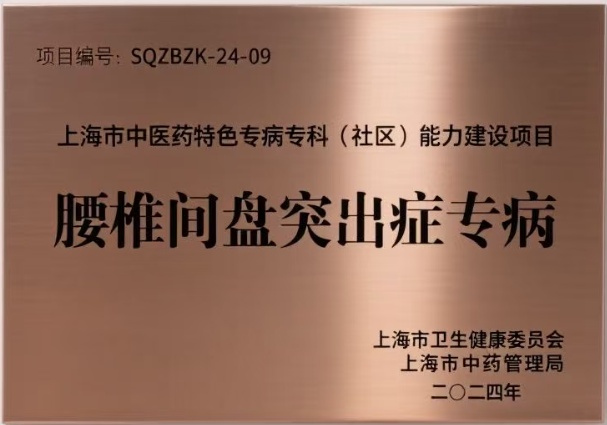 项目编号：SQZBZK-24-09
上海市中医药特色专病专科（社区）能力建设项目
腰椎间盘突出症专病
上海市卫生健康委员会
上海市中药管理局
二〇二四年